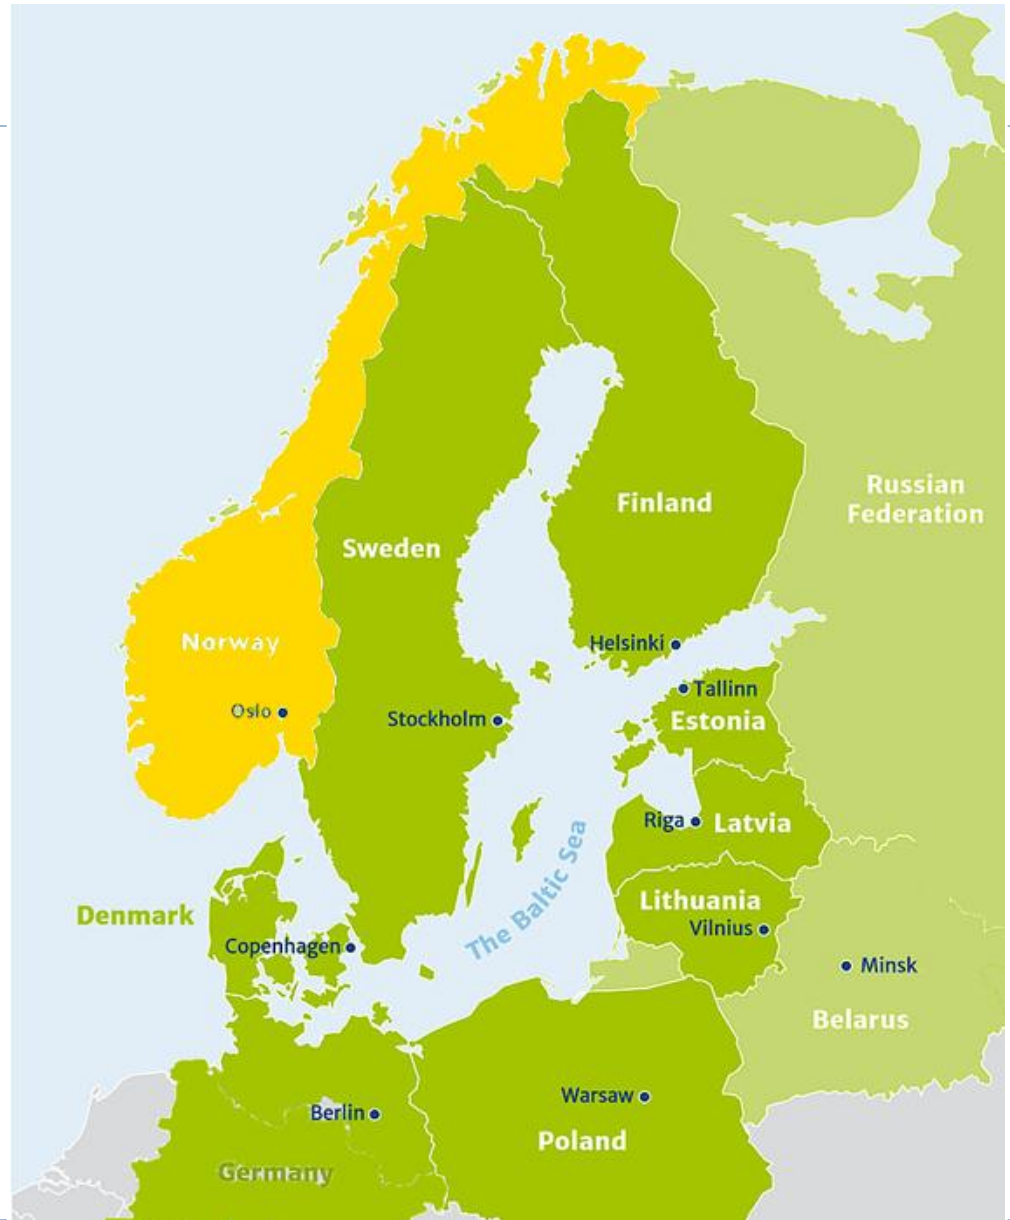 Russian
Federation
Finland
Sweden
Norway
Helsinki
Tallinn
Oslo
Stockholm
Estonia
Riga
Latvia
The Baltic Sea
Lithuania
Denmark
Vilnius
Copenhagen
Minsk
Belarus
Warsaw
Berlin
Poland
Germany